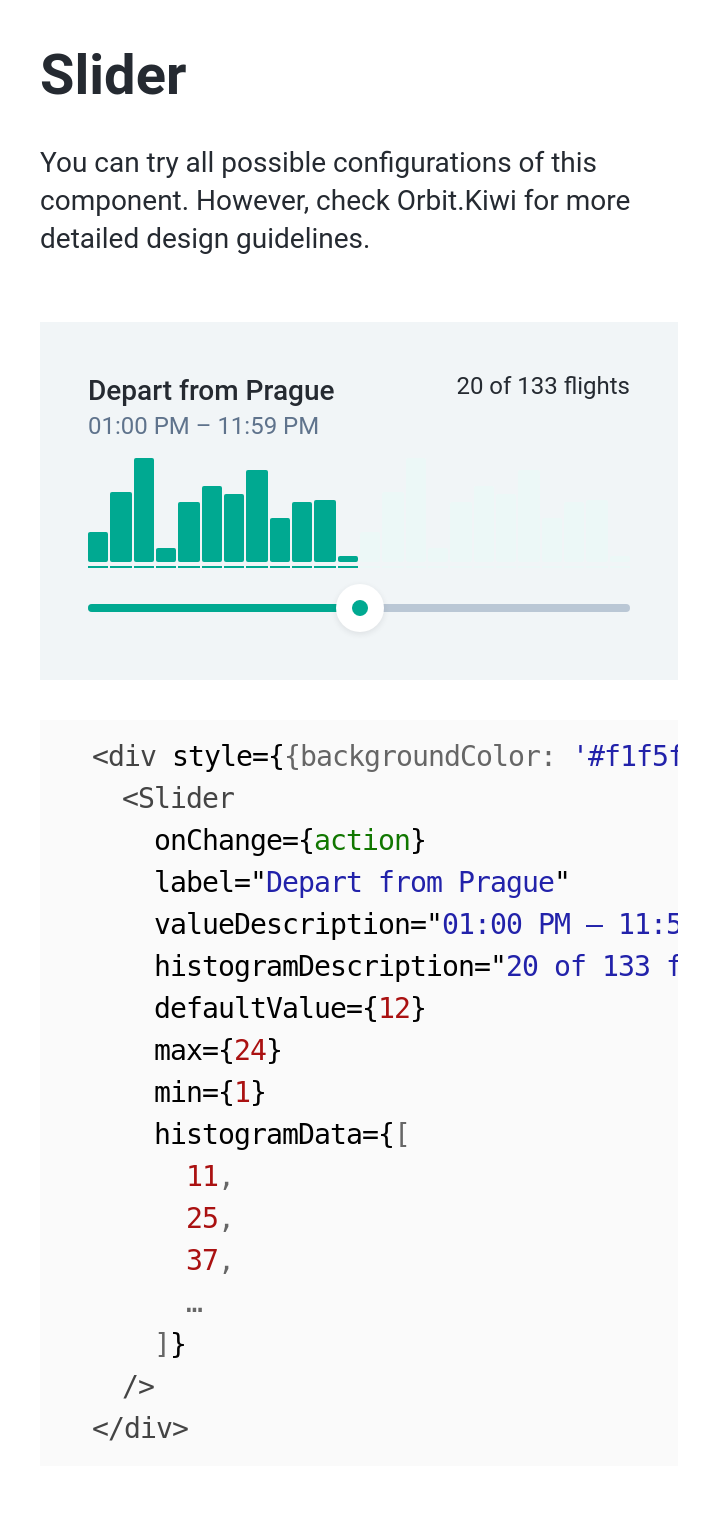 Slider
You can try all possible configurations of this
component. However, check Orbit.Kiwi for more
detailed design guidelines.
Depart from Prague
20 of 133 flights
01:00 PM – 11:59 PM
<div style={{backgroundColor: '#f1f5f
<Slider
onChange={action}
label="Depart from Prague"
valueDescription="01:00 PM – 11:5
histogramDescription="20 of 133 f
defaultValue={12}
max={24}
min={1}
histogramData={[
11,
25,
37,
…
]}
/>
</div>